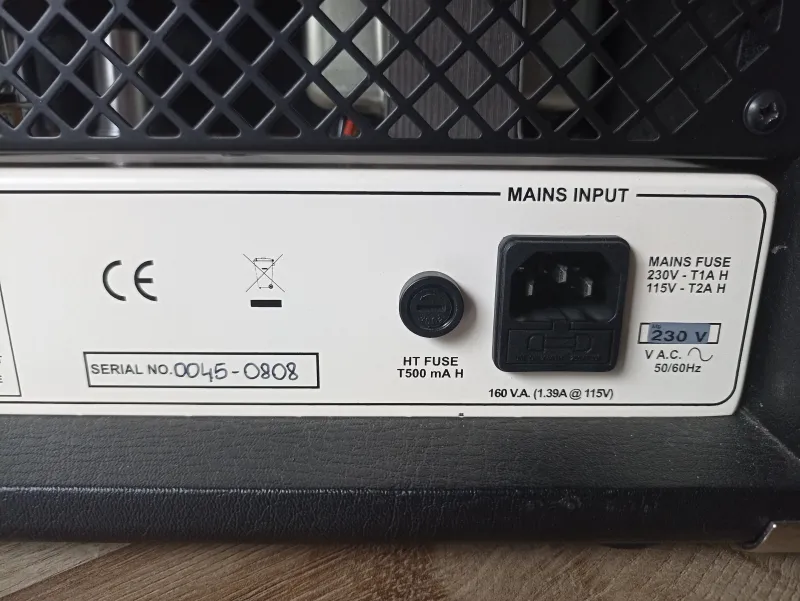 MAINS INPUT
MAINS FUSE
230V - T1A H
115V - T2A H
CE
230 V
V A.C.
50/60Hz
HT FUSE
T500 mA H
SERIAL NO. 0045-0808
160 V.A. (1.39A @ 115V)